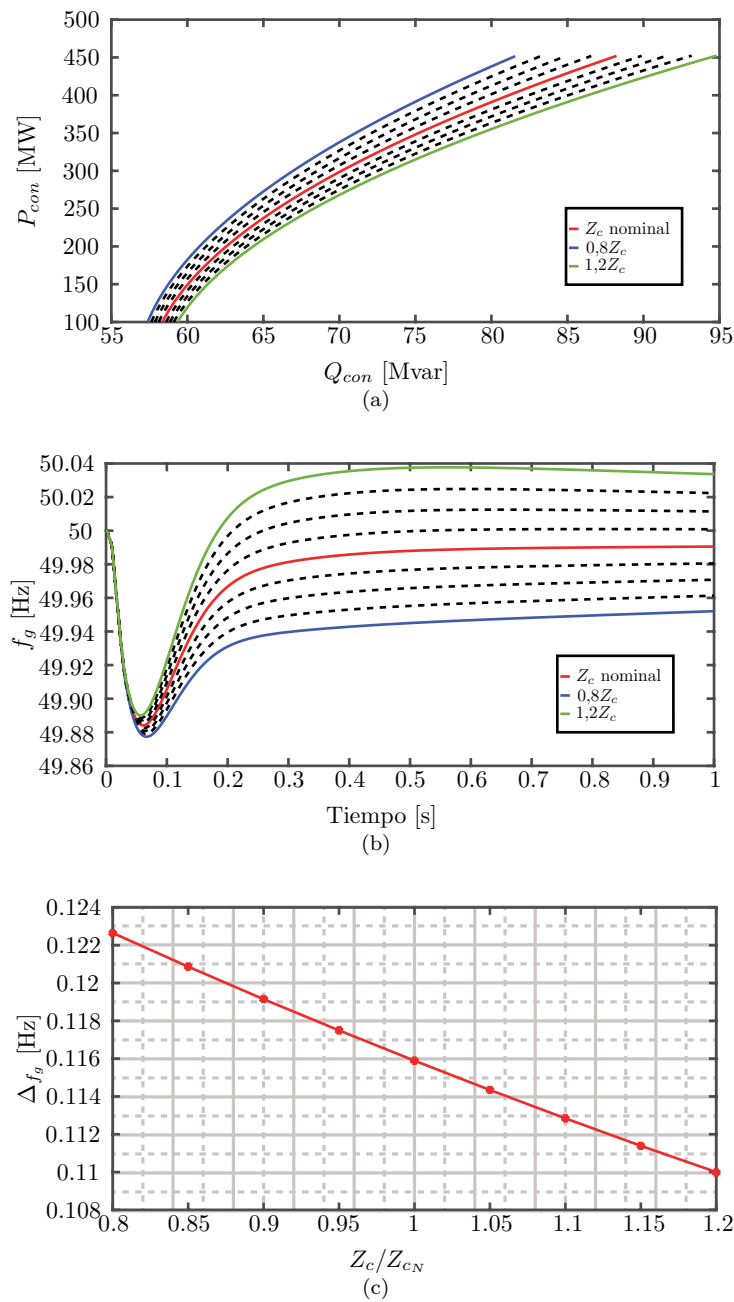 500
450
400
350
300
250
200
150
100
P_con [MW]
Z_c nominal
0,8Z_c
1,2Z_c
55 60 65 70 75 80 85 90 95
Q_con [Mvar]
(a)
50.04
50.02
50
49.98
49.96
49.94
49.92
49.90
49.88
49.86
f_g [Hz]
Z_c nominal
0,8Z_c
1,2Z_c
0 0.1 0.2 0.3 0.4 0.5 0.6 0.7 0.8 0.9 1
Tiempo [s]
(b)
0.124
0.122
0.12
0.118
0.116
0.114
0.112
0.11
0.108
Δ_f_g [Hz]
0.8 0.85 0.9 0.95 1 1.05 1.1 1.15 1.2
Z_c/Z_c_N
(c)